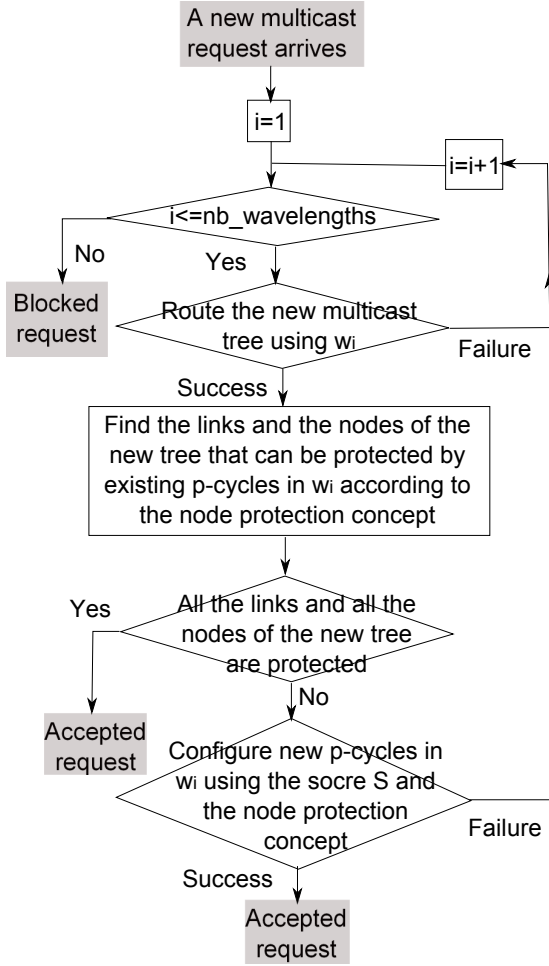 A new multicast
request arrives
i=1
i=i+1
i<=nb_wavelengths
No
Yes
Blocked
request
Route the new multicast
tree using wi
Failure
Success
Find the links and the nodes of the
new tree that can be protected by
existing p-cycles in wi according to
the node protection concept
Yes
All the links and all the
nodes of the new tree
are protected
No
Accepted
request
Configure new p-cycles in
wi using the socre S and
the node protection
concept
Failure
Success
Accepted
request